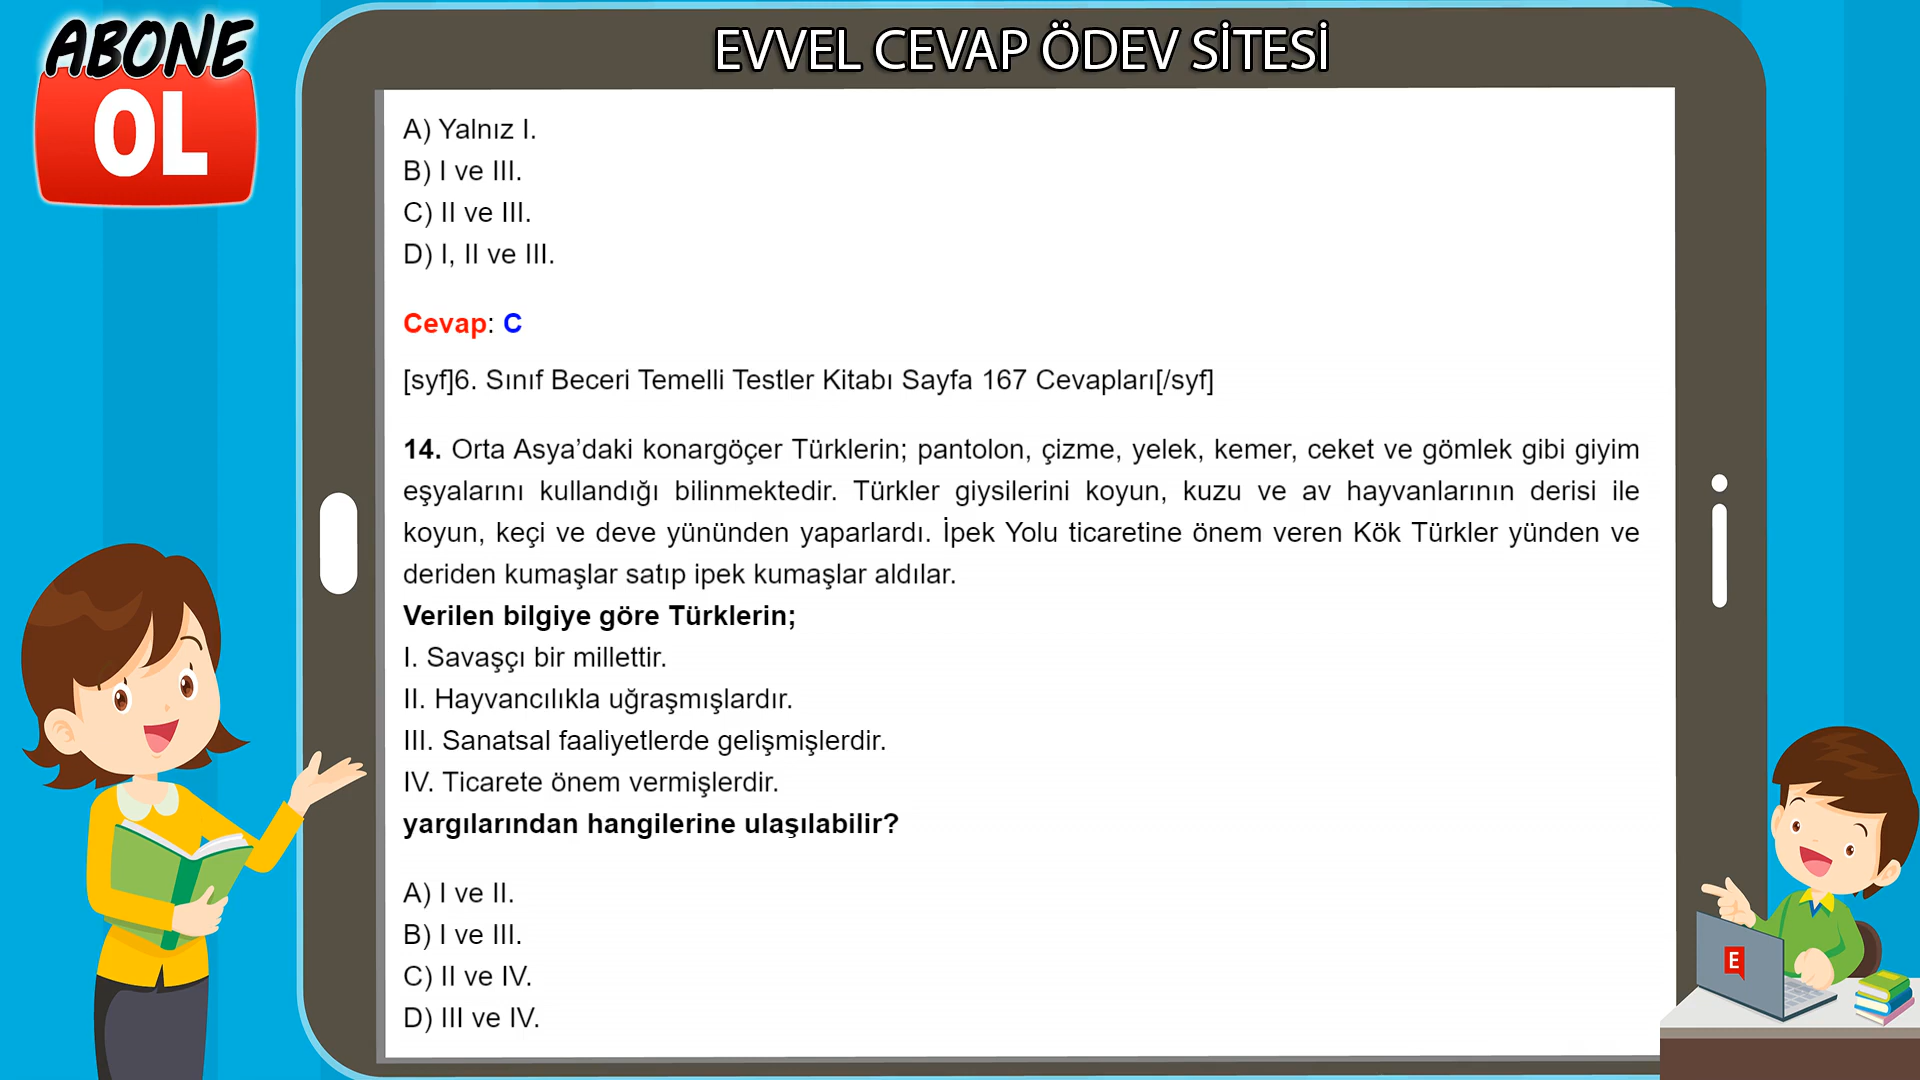 ABONE
OL
EVVEL CEVAP ÖDEV SİTESİ
A) Yalnız I.
B) I ve III.
C) II ve III.
D) I, II ve III.
Cevap: C
[syf]6. Sınıf Beceri Temelli Testler Kitabı Sayfa 167 Cevapları[/syf]
14. Orta Asya’daki konargöçer Türklerin; pantolon, çizme, yelek, kemer, ceket ve gömlek gibi giyim
eşyalarını kullandığı bilinmektedir. Türkler giysilerini koyun, kuzu ve av hayvanlarının derisi ile
koyun, keçi ve deve yününden yaparlardı. İpek Yolu ticaretine önem veren Kök Türkler yünden ve
deriden kumaşlar satıp ipek kumaşlar aldılar.
Verilen bilgiye göre Türklerin;
I. Savaşçı bir millettir.
II. Hayvancılıkla uğraşmışlardır.
III. Sanatsal faaliyetlerde gelişmişlerdir.
IV. Ticarete önem vermişlerdir.
yargılarından hangilerine ulaşılabilir?
A) I ve II.
B) I ve III.
C) II ve IV.
D) III ve IV.
E